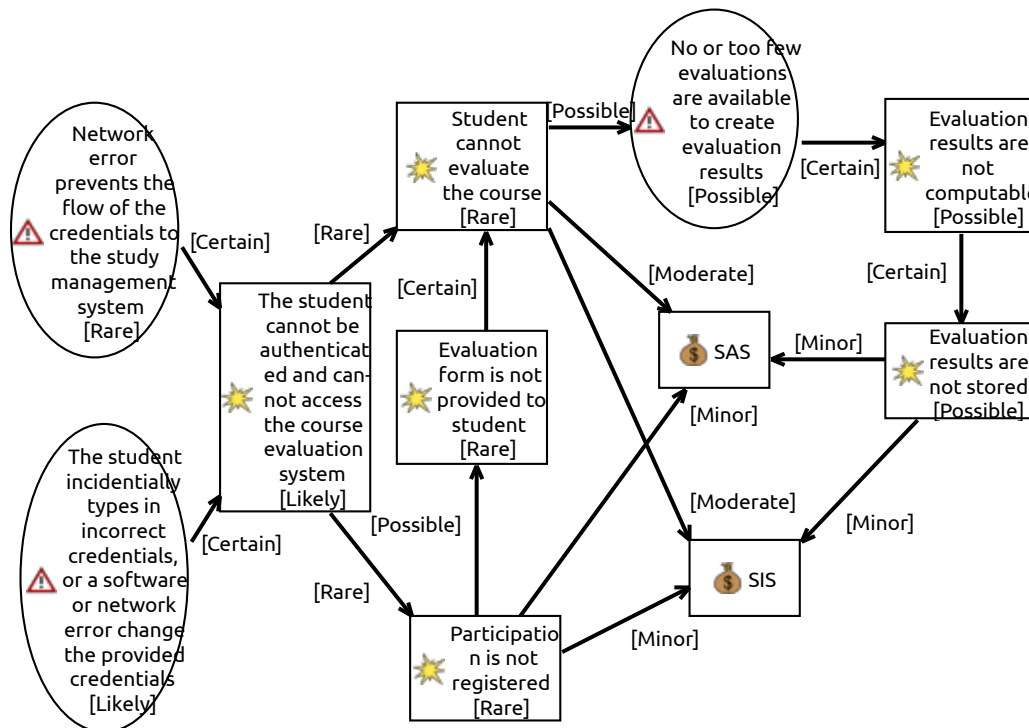 No or too few
evaluations
are available
to create
evaluation
results
[Possible]
[Possible]
Student
cannot
evaluate
the course
[Rare]
Evaluation
results are
not
computable
[Possible]
[Certain]
Network
error
prevents the
flow of the
credentials to
the study
management
system
[Rare]
[Certain]
[Rare]
[Certain]
[Moderate]
[Certain]
The student
cannot be
authenticat
ed and can-
not access
the course
evaluation
system
[Likely]
Evaluation
form is not
provided to
student
[Rare]
SAS
[Minor]
Evaluation
results are
not stored
[Possible]
[Minor]
The student
incidentially
types in
incorrect
credentials,
or a software
or network
error change
the provided
credentials
[Likely]
[Certain]
[Possible]
[Moderate]
[Minor]
[Rare]
SIS
[Minor]
Participatio
n is not
registered
[Rare]